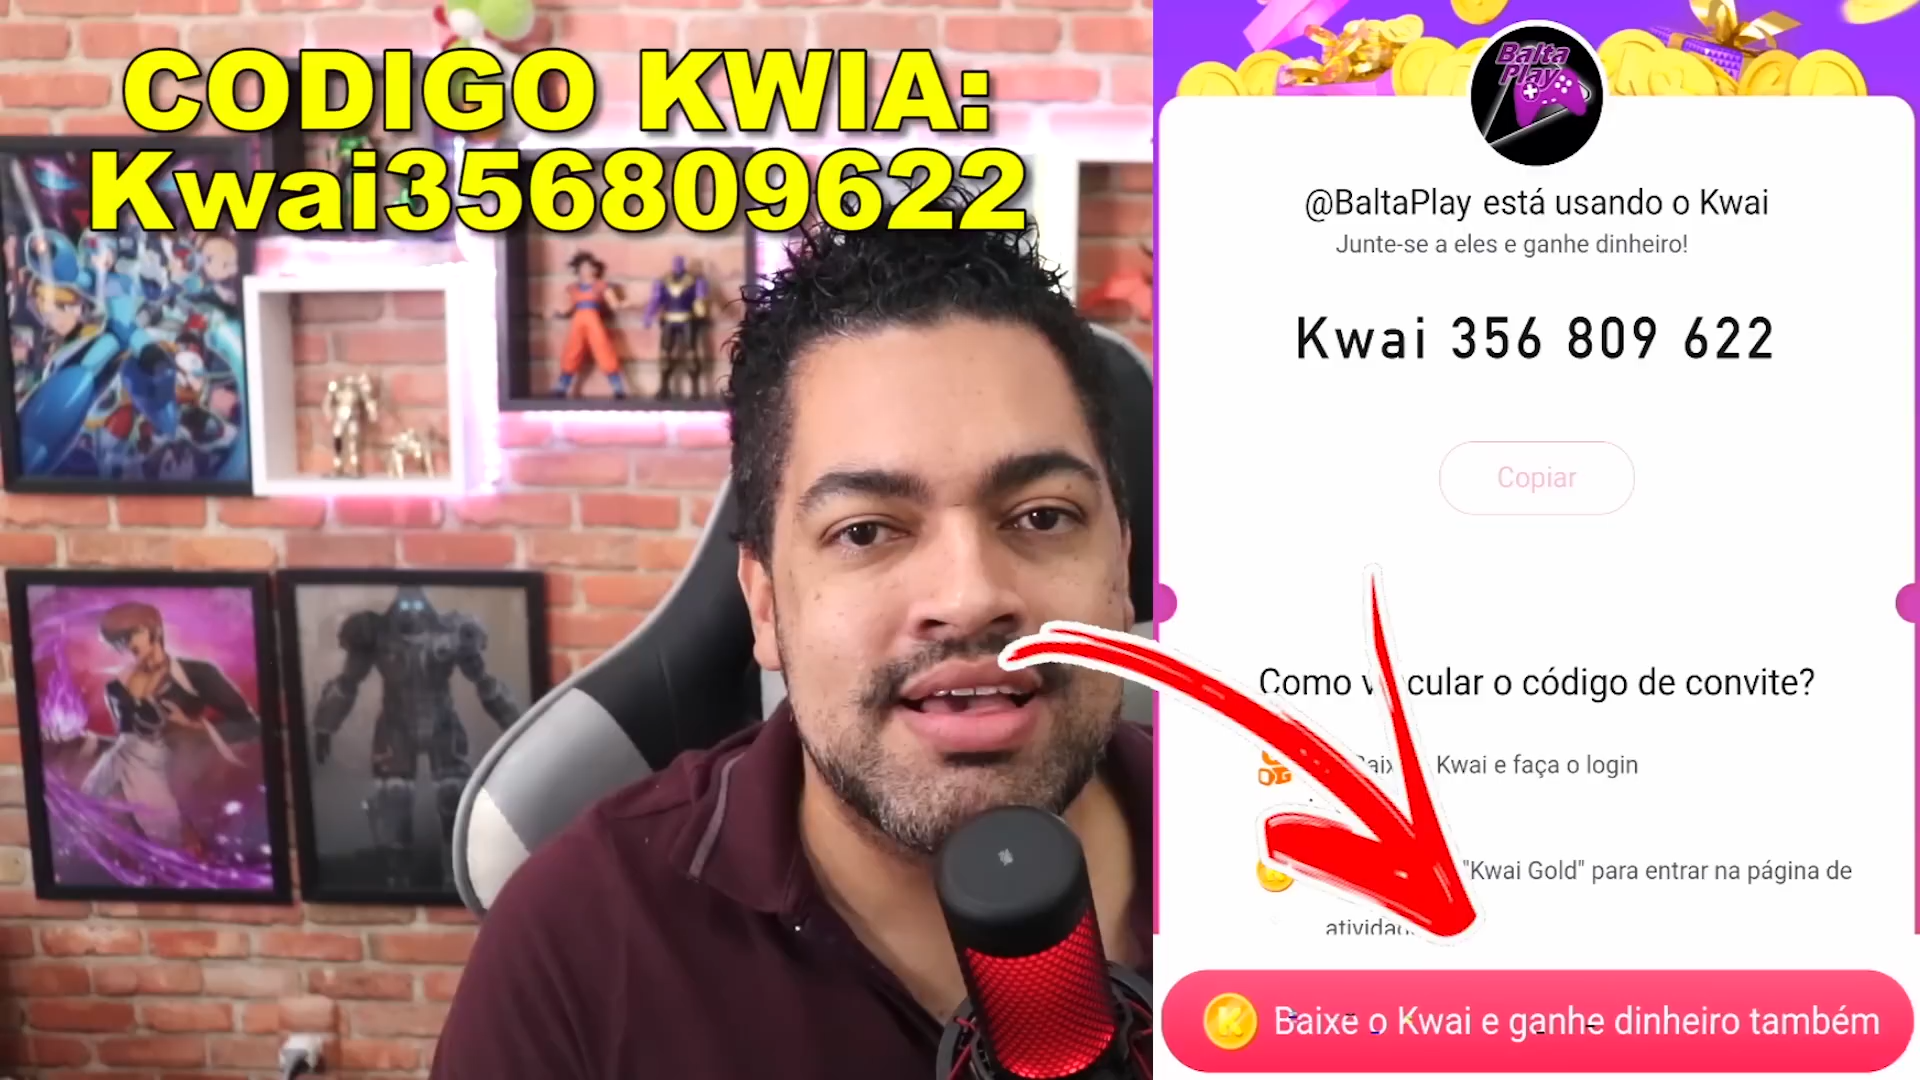 CODIGO KWIA:
Kwai356809622
Balta
Play
@BaltaPlay está usando o Kwai
Junte-se a eles e ganhe dinheiro!
Kwai 356 809 622
Copiar
Como cular o código de convite?
Kwai e faça o login
"Kwai Gold" para entrar na página de
Baixe o Kwai e ganhe dinheiro também